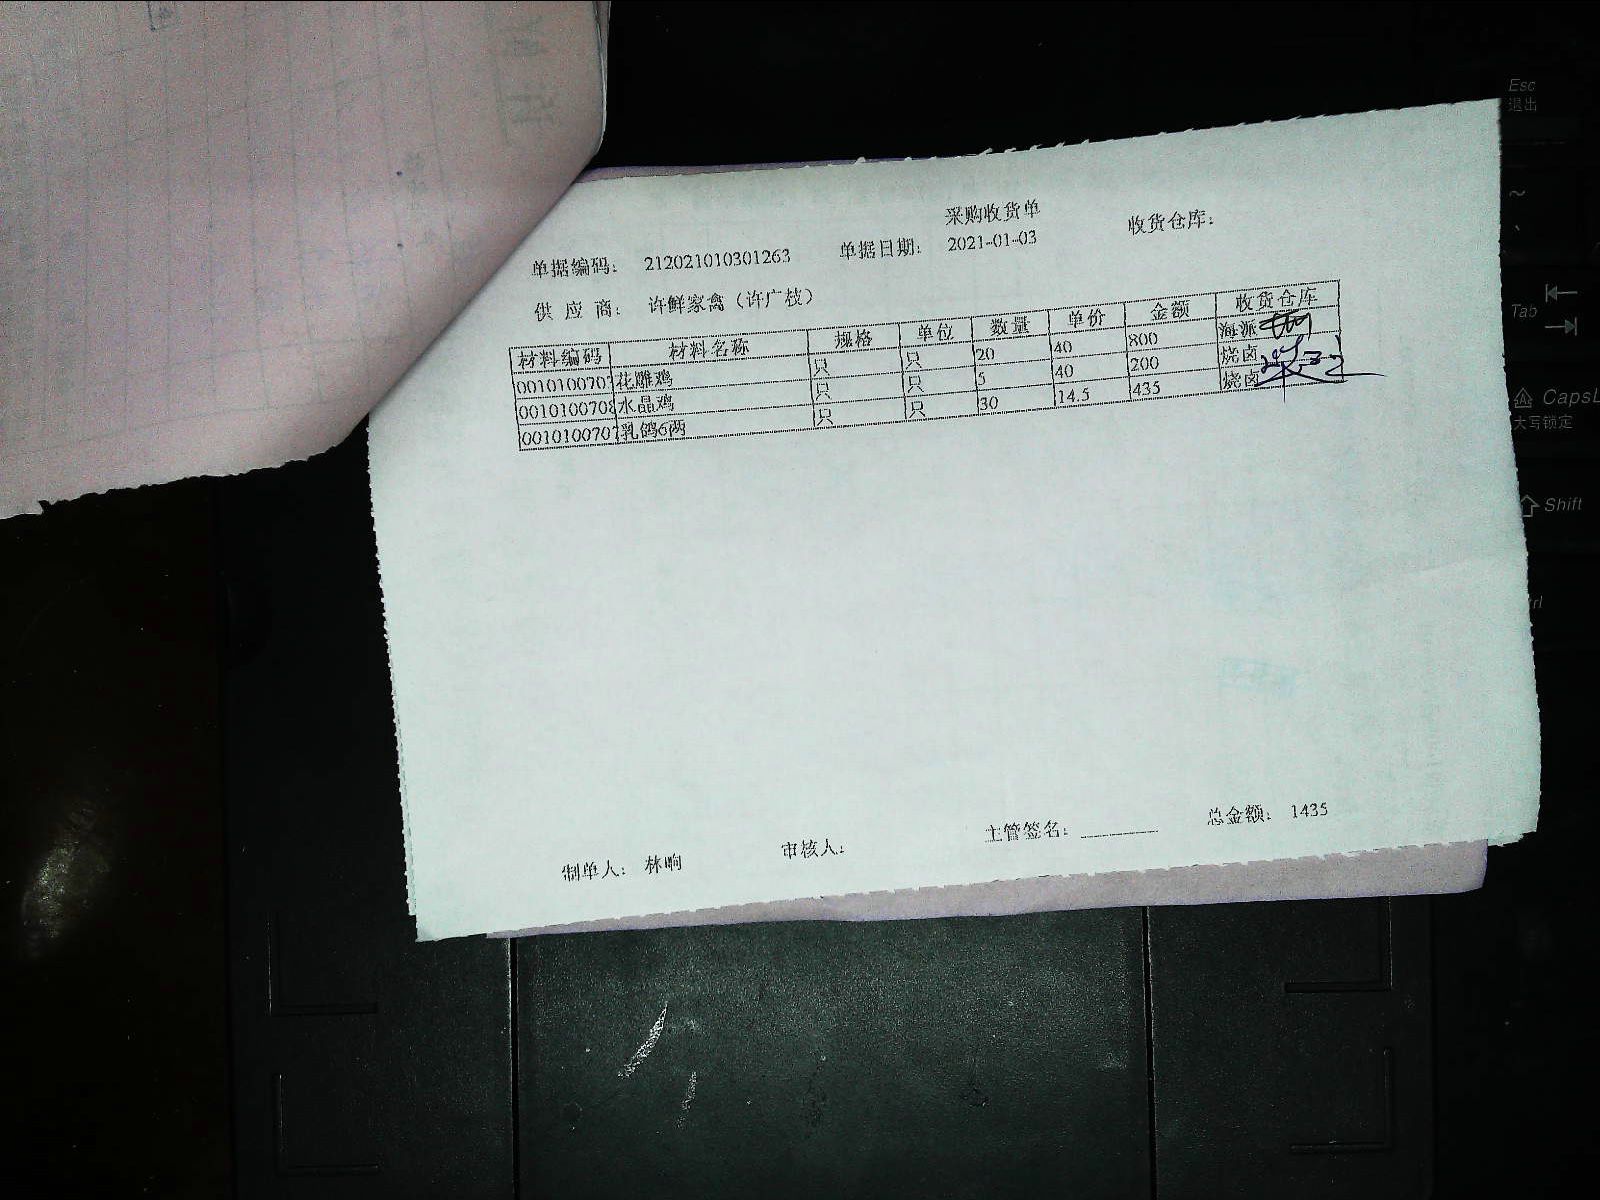 采购收货单
单据编码： 212021010301263 单据日期： 2021-01-03 收货仓库：
供 应 商： 许鲜家禽（许广枝）
材料编码 材料名称 规格 单位 数量 单价 金额 收货仓库
0010100707 花雕鸡 只 只 20 40 800 海派
0010100708 水晶鸡 只 只 5 40 200 烧卤
0010100707 乳鸽6两 只 只 30 14.5 435 烧卤
制单人： 林响 审核人： 主管签名： 总金额： 1435
Esc
退出
~
Tab
CapsL
大写锁定
Shift